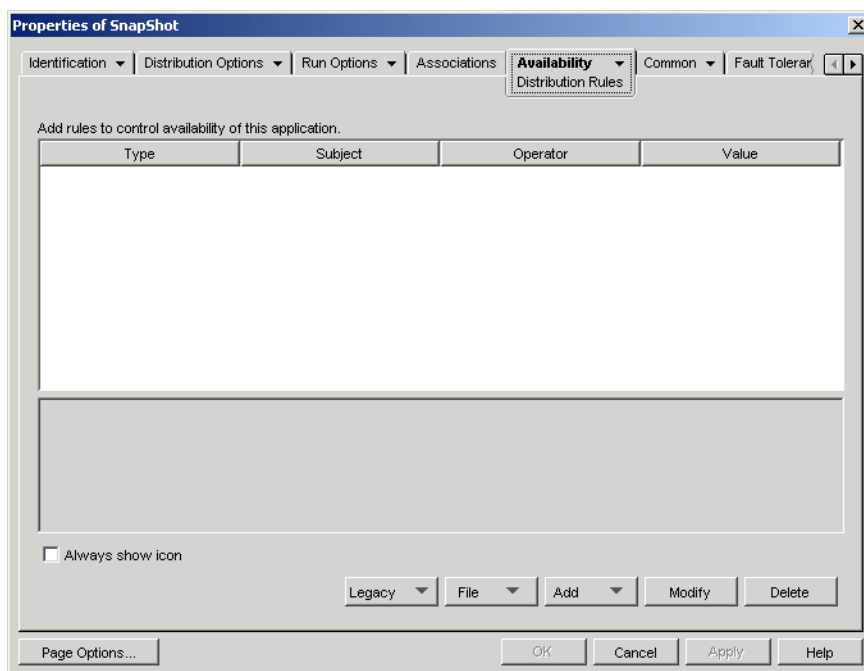 Properties of SnapShot
Identification Distribution Options Run Options Associations Availability Common Fault Toleran
Distribution Rules
Add rules to control availability of this application.
Type Subject Operator Value
Always show icon
Legacy File Add Modify Delete
Page Options... OK Cancel Apply Help